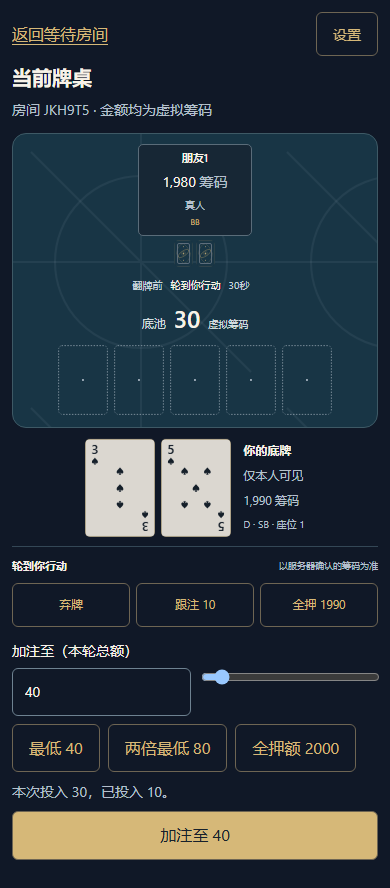 返回等待房间
设置
当前牌桌
房间 JKH9T5 · 金额均为虚拟筹码
朋友1
1,980 筹码
真人
BB
翻牌前 轮到你行动 30秒
底池 30 虚拟筹码
3
5
3
5
你的底牌
仅本人可见
1,990 筹码
D · SB · 座位 1
轮到你行动
以服务器确认的筹码为准
弃牌
跟注 10
全押 1990
加注至（本轮总额）
40
最低 40
两倍最低 80
全押额 2000
本次投入 30，已投入 10。
加注至 40